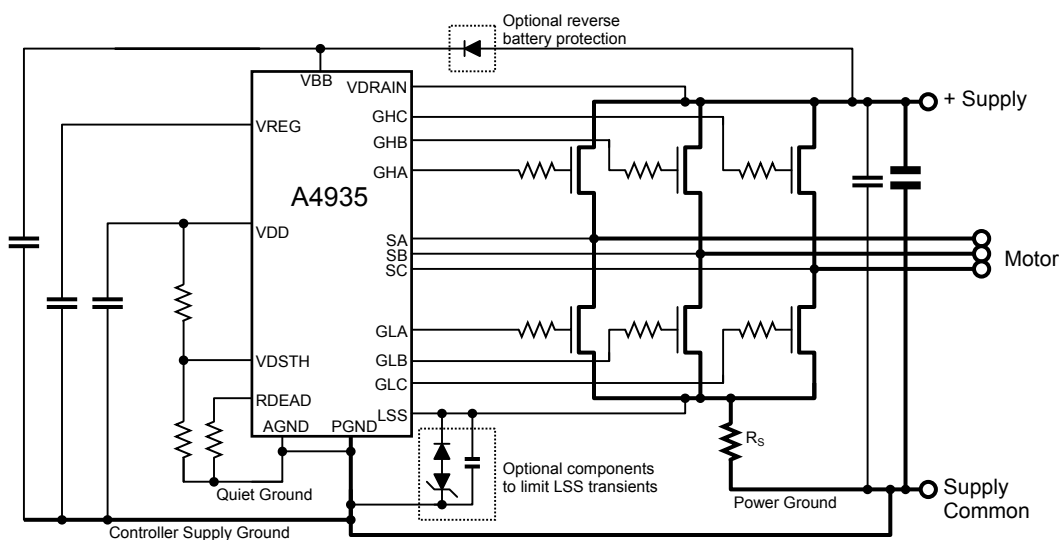 Optional reverse
battery protection
VBB
VDRAIN
+ Supply
GHC
VREG
GHB
GHA
A4935
VDD
SA
SB
SC
Motor
GLA
GLB
VDSTH
GLC
RDEAD
LSS
AGND
PGND
RS
Optional components
to limit LSS transients
Quiet Ground
Power Ground
Supply
Common
Controller Supply Ground